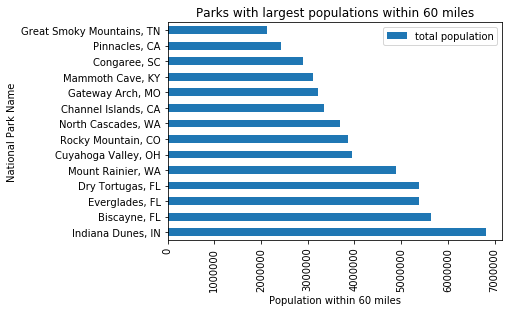 Parks with largest populations within 60 miles
total population
National Park Name
Great Smoky Mountains, TN
Pinnacles, CA
Congaree, SC
Mammoth Cave, KY
Gateway Arch, MO
Channel Islands, CA
North Cascades, WA
Rocky Mountain, CO
Cuyahoga Valley, OH
Mount Rainier, WA
Dry Tortugas, FL
Everglades, FL
Biscayne, FL
Indiana Dunes, IN
0
1000000
2000000
3000000
4000000
5000000
6000000
7000000
Population within 60 miles